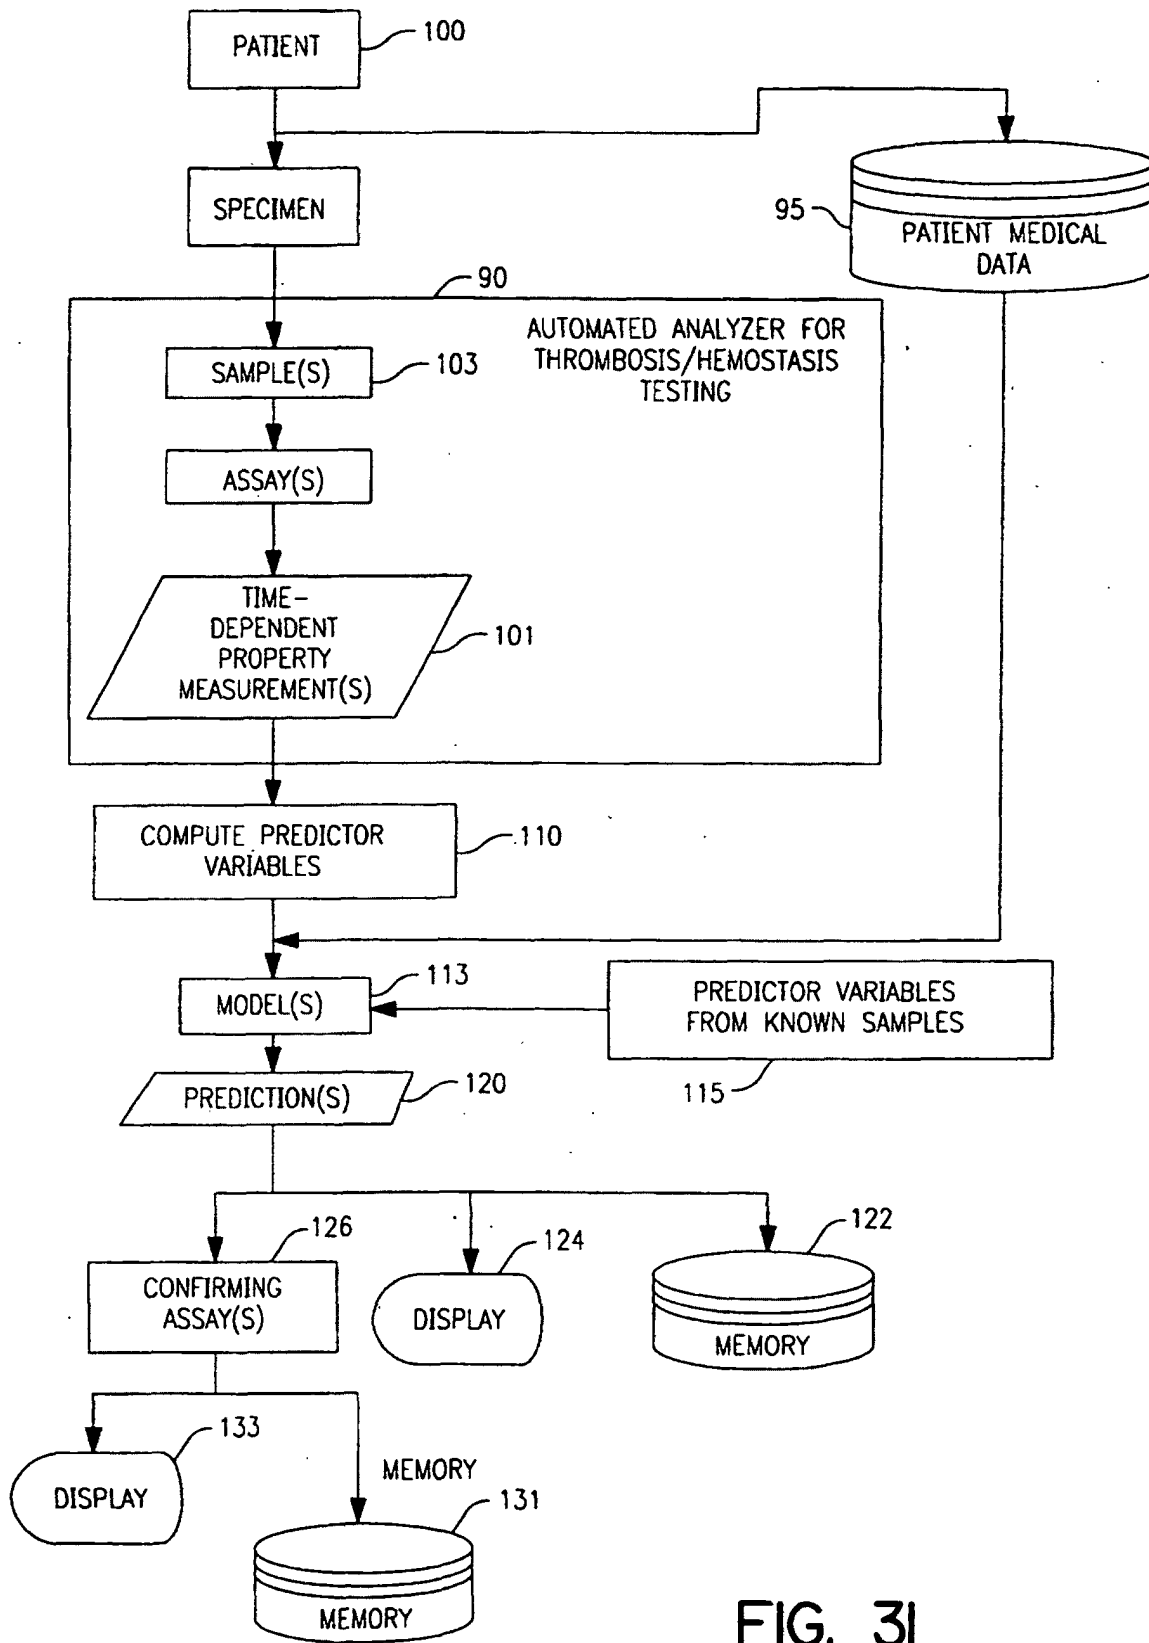 PATIENT
100
SPECIMEN
95
PATIENT MEDICAL
DATA
90
AUTOMATED ANALYZER FOR
THROMBOSIS/HEMOSTASIS
TESTING
SAMPLE(S)
103
ASSAY(S)
TIME-
DEPENDENT
PROPERTY
MEASUREMENT(S)
101
COMPUTE PREDICTOR
VARIABLES
110
MODEL(S)
113
PREDICTOR VARIABLES
FROM KNOWN SAMPLES
115
PREDICTION(S)
120
126
CONFIRMING
ASSAY(S)
124
DISPLAY
122
MEMORY
133
DISPLAY
MEMORY
131
MEMORY
FIG. 31